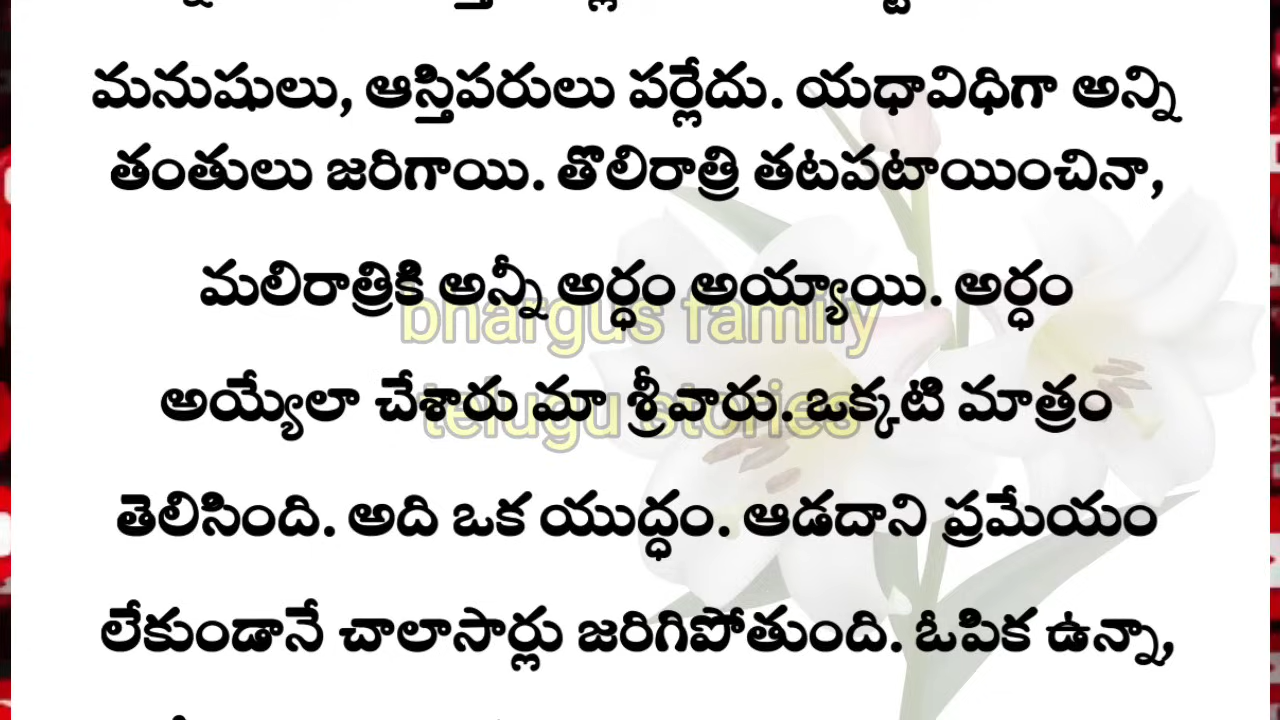 మనుషులు, ఆస్తిపరులు పర్లేదు. యధావిధిగా అన్ని
తంతులు జరిగాయి. తొలిరాత్రి తటపటాయించినా,
మలిరాత్రికి అన్నీ అర్ధం అయ్యాయి. అర్ధం
bhargus family
అయ్యేలా చేశారు మా శ్రీవారు. ఒక్కటి మాత్రం
telugu stories
తెలిసింది. అది ఒక యుద్ధం. ఆడదాని ప్రమేయం
లేకుండానే చాలాసార్లు జరిగిపోతుంది. ఓపిక ఉన్నా,